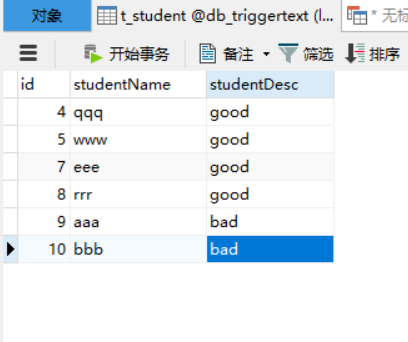 对象 t_student @db_triggertext (l... * 无标
开始事务 备注 筛选 排序
id studentName studentDesc
4 qqq good
5 www good
7 eee good
8 rrr good
9 aaa bad
10 bbb bad